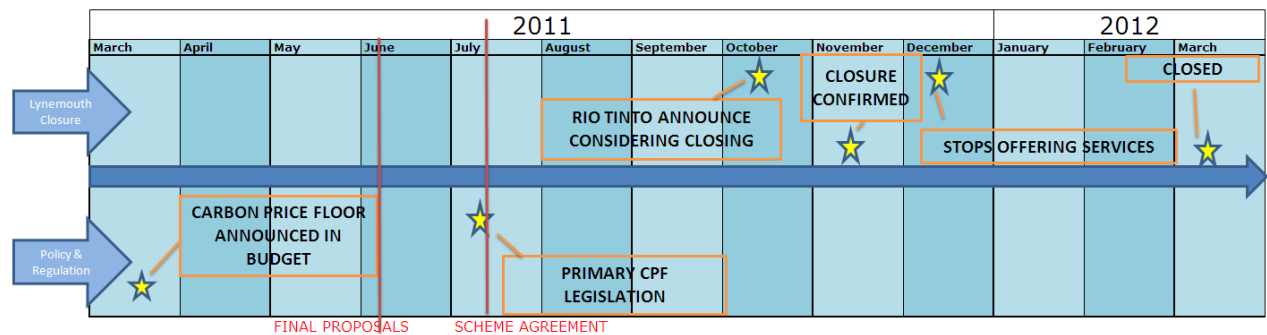 2011
2012
March
April
May
June
July
August
September
October
November
December
January
February
March
Lynemouth
Closure
RIO TINTO ANNOUNCE
CONSIDERING CLOSING
CLOSURE
CONFIRMED
STOPS OFFERING SERVICES
CLOSED
Policy &
Regulation
CARBON PRICE FLOOR
ANNOUNCED IN
BUDGET
PRIMARY CPF
LEGISLATION
FINAL PROPOSALS
SCHEME AGREEMENT